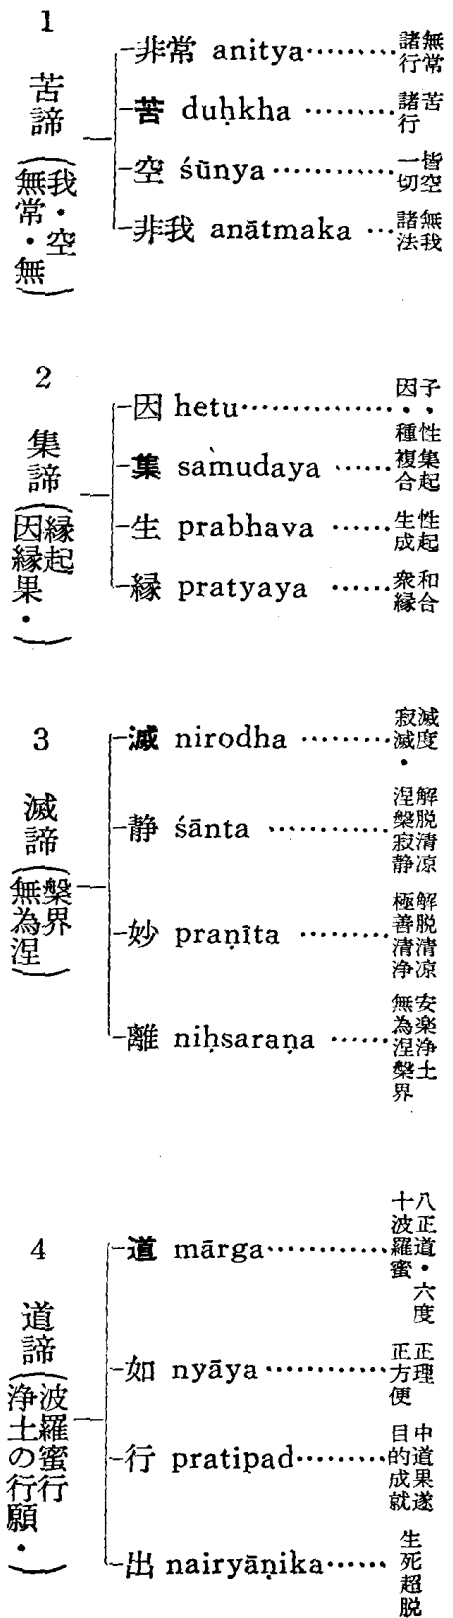 1
苦諦(無常・無我・空)
非常 anitya………諸行無常
苦 duḥkha………諸行苦
空 śūnya…………一切皆空
非我 anātmaka…諸法無我
2
集諦(因縁果・縁起)
因 hetu…………因・種子・性
集 samudaya……複合集起
生 prabhava……生成性起
縁 pratyaya……衆縁和合
3
滅諦(無為涅槃界)
滅 nirodha………寂滅・滅度
静 śānta…………涅槃寂静解脱清涼
妙 praṇīta………極善清浄解脱清涼
離 niḥsaraṇa……無為涅槃界安楽浄土
4
道諦(浄土の行願・波羅蜜行)
道 mārga…………十波羅蜜八正道・六度
如 nyāya…………正方便正理
行 pratipad………目的成就中道果遂
出 nairyāṇika……生死超脱